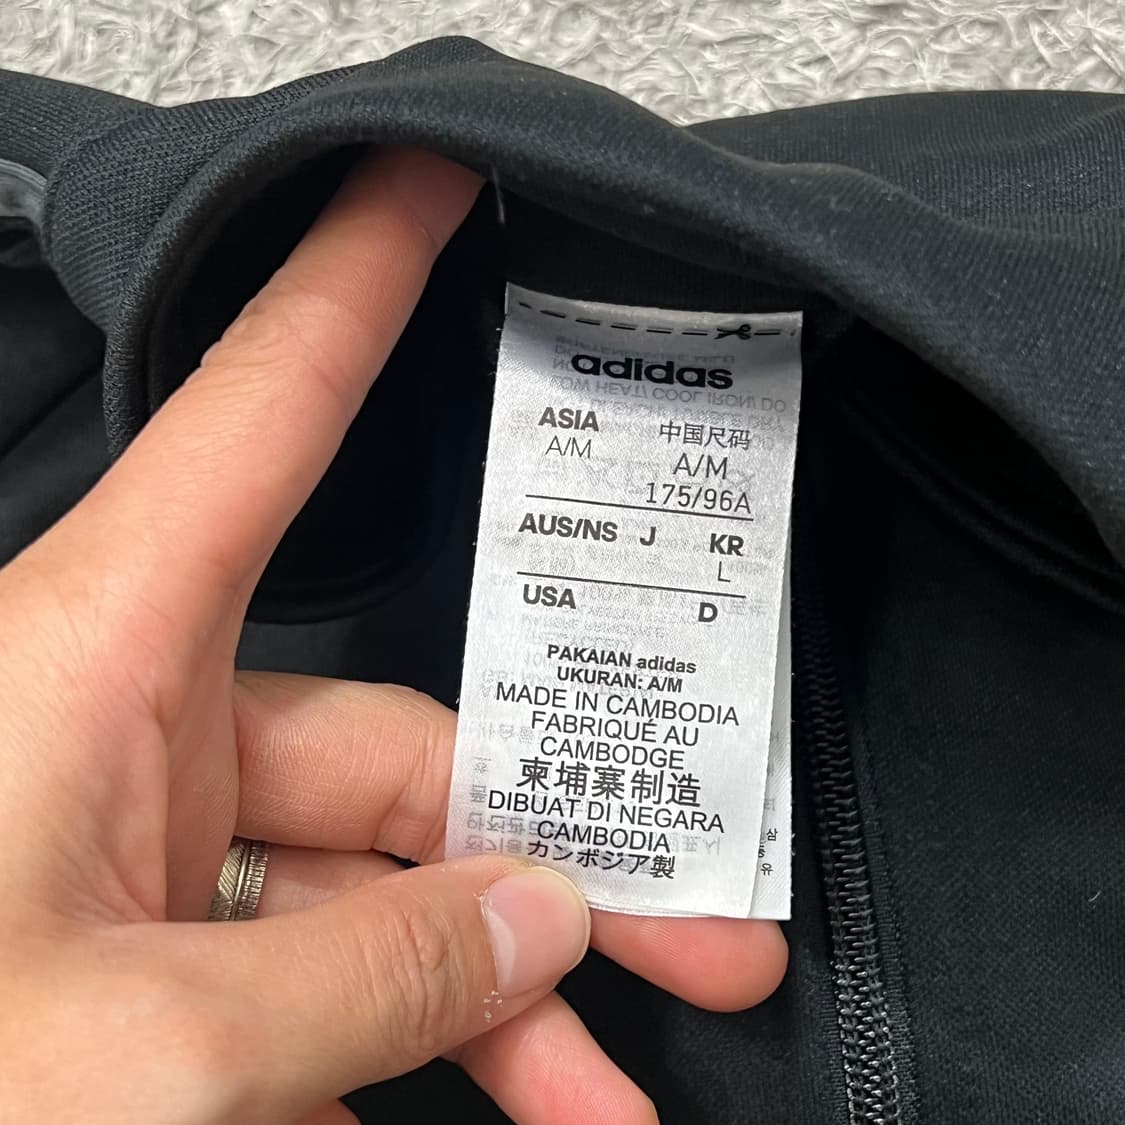 adidas
ASIA 中国尺码
A/M A/M
175/96A
AUS/NS J KR
L
USA D
PAKAIAN adidas
UKURAN: A/M
MADE IN CAMBODIA
FABRIQUÉ AU
CAMBODGE
柬埔寨制造
DIBUAT DI NEGARA
CAMBODIA
カンボジア製